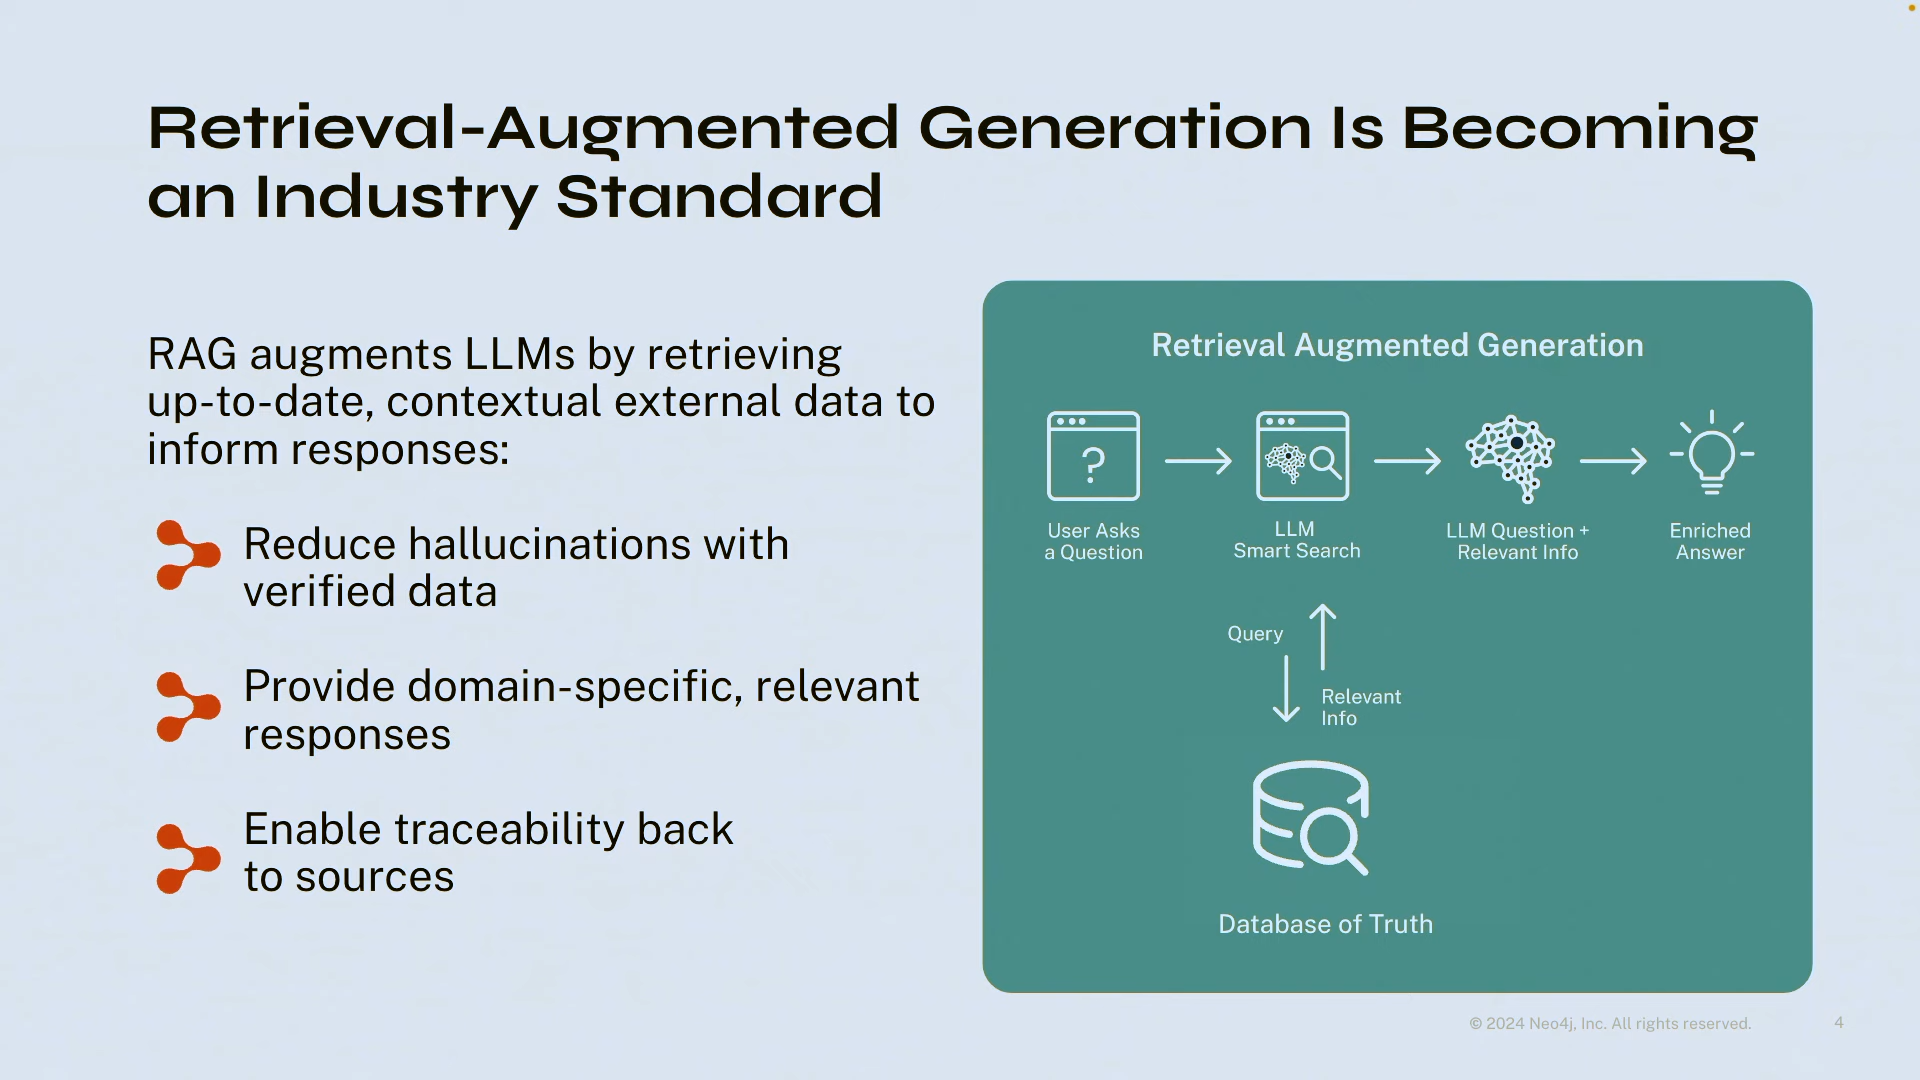 Retrieval-Augmented Generation Is Becoming
an Industry Standard
RAG augments LLMs by retrieving
up-to-date, contextual external data to
inform responses:
Reduce hallucinations with
verified data
Provide domain-specific, relevant
responses
Enable traceability back
to sources
Retrieval Augmented Generation
?
User Asks
a Question
LLM
Smart Search
LLM Question +
Relevant Info
Enriched
Answer
Query
Relevant
Info
Database of Truth
© 2024 Neo4j, Inc. All rights reserved.
4